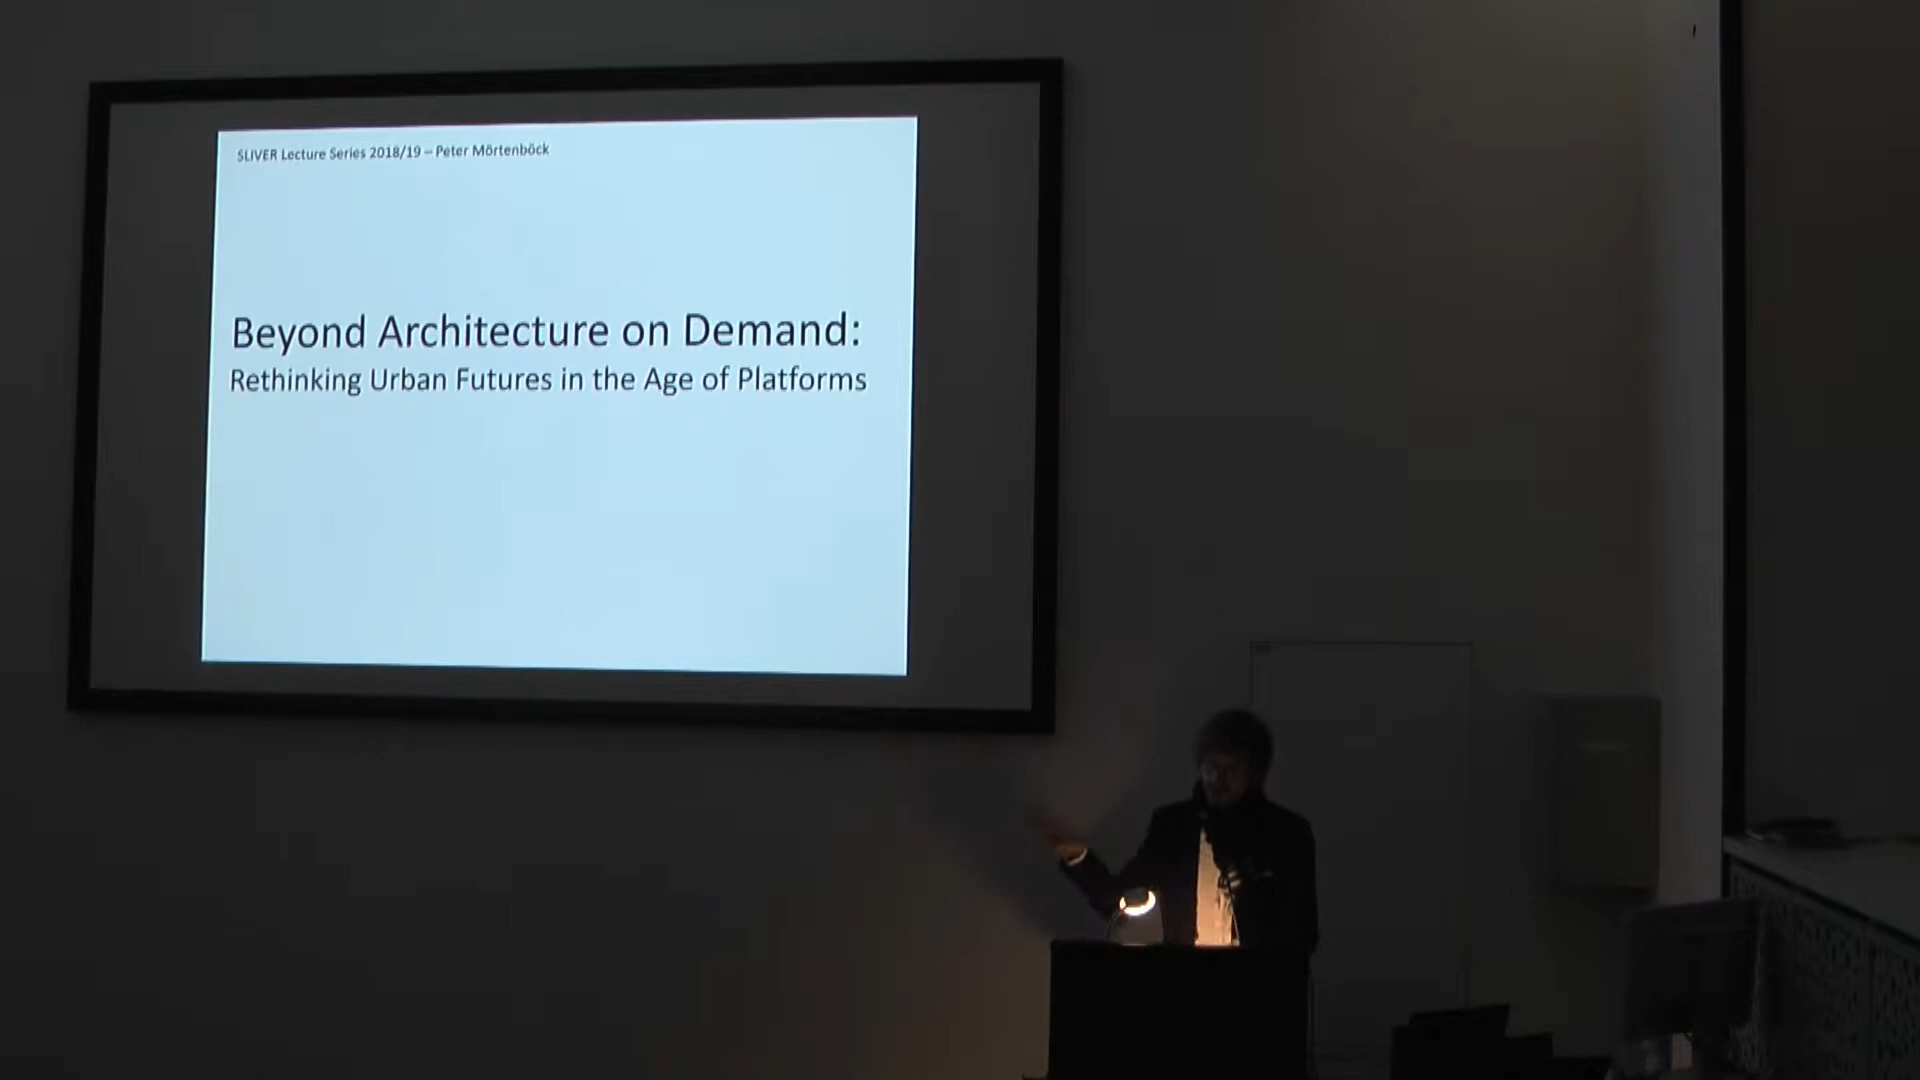 SLIVER Lecture Series 2018/19 – Peter Mörtenböck
Beyond Architecture on Demand:
Rethinking Urban Futures in the Age of Platforms